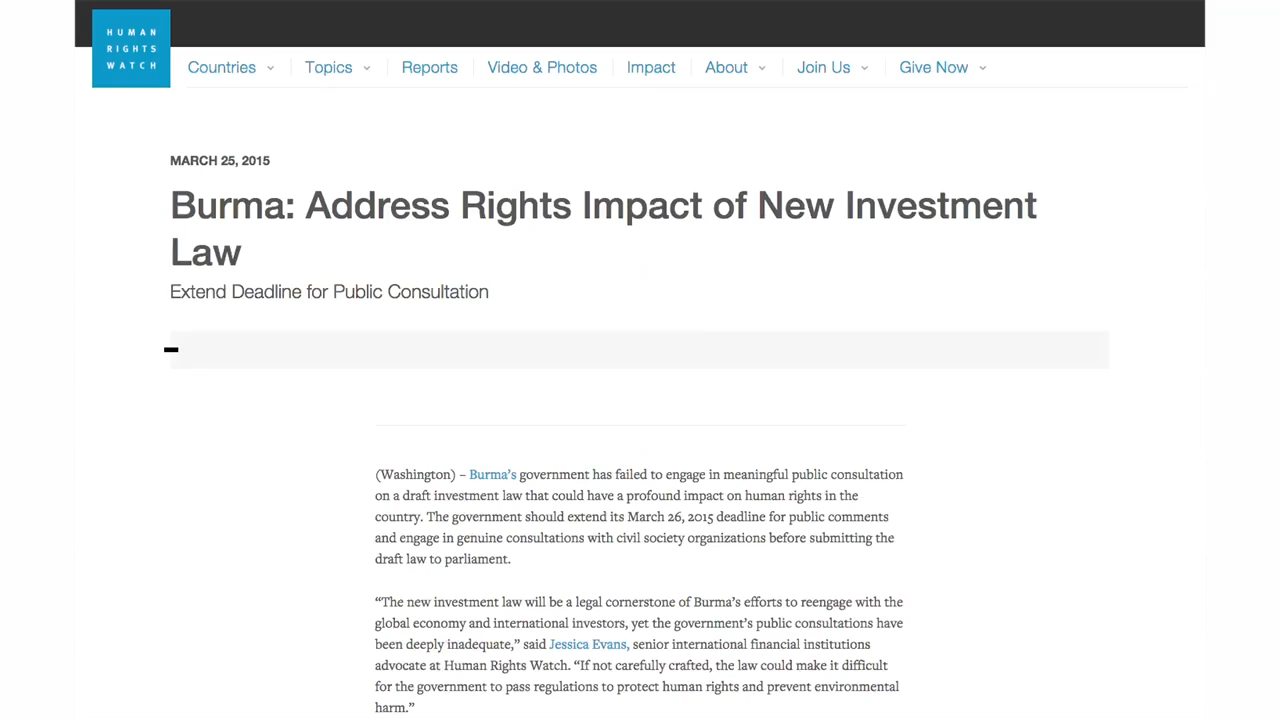 HUMAN
RIGHTS
WATCH
Countries Topics Reports Video & Photos Impact About Join Us Give Now
MARCH 25, 2015
Burma: Address Rights Impact of New Investment
Law
Extend Deadline for Public Consultation
(Washington) – Burma’s government has failed to engage in meaningful public consultation
on a draft investment law that could have a profound impact on human rights in the
country. The government should extend its March 26, 2015 deadline for public comments
and engage in genuine consultations with civil society organizations before submitting the
draft law to parliament.
“The new investment law will be a legal cornerstone of Burma’s efforts to reengage with the
global economy and international investors, yet the government’s public consultations have
been deeply inadequate,” said Jessica Evans, senior international financial institutions
advocate at Human Rights Watch. “If not carefully crafted, the law could make it difficult
for the government to pass regulations to protect human rights and prevent environmental
harm.”